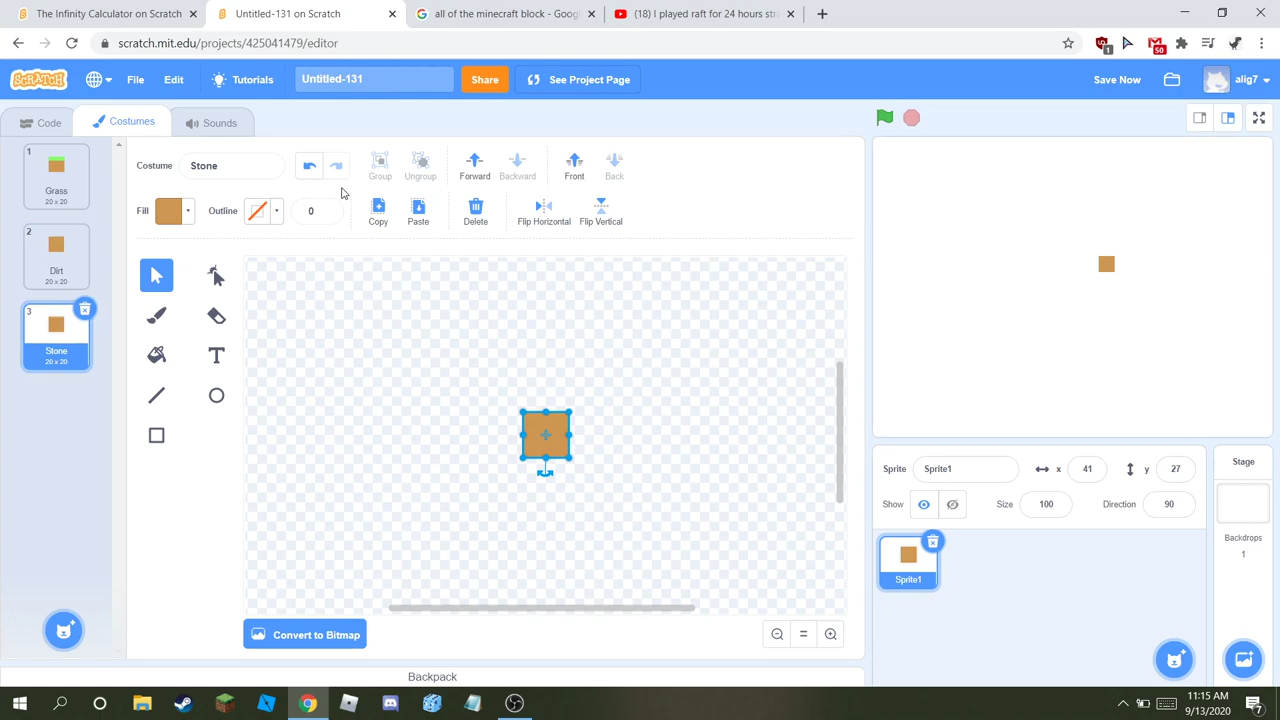 The Infinity Calculator on Scratch
Untitled-131 on Scratch
all of the minecraft block - Goog
(18) I played raft for 24 hours stra
scratch.mit.edu/projects/425041479/editor
1
50
SCRATCH
File
Edit
Tutorials
Untitled-131
Share
See Project Page
Save Now
alig7
Code
Costumes
Sounds
Costume
Stone
Group
Ungroup
Forward
Backward
Front
Back
Fill
Outline
0
Copy
Paste
Delete
Flip Horizontal
Flip Vertical
1
Grass
20 x 20
2
Dirt
20 x 20
3
Stone
20 x 20
Convert to Bitmap
Backpack
Sprite
Sprite1
x
41
y
27
Show
Size
100
Direction
90
Sprite1
Stage
Backdrops
1
11:15 AM
9/13/2020
7